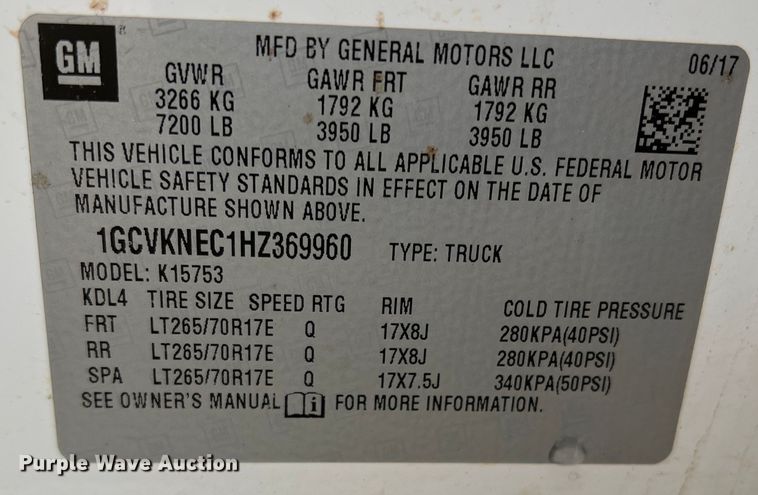 GM
MFD BY GENERAL MOTORS LLC 06/17
GVWR GAWR FRT GAWR RR
3266 KG 1792 KG 1792 KG
7200 LB 3950 LB 3950 LB
THIS VEHICLE CONFORMS TO ALL APPLICABLE U.S. FEDERAL MOTOR
VEHICLE SAFETY STANDARDS IN EFFECT ON THE DATE OF
MANUFACTURE SHOWN ABOVE.
1GCVKNEC1HZ369960 TYPE: TRUCK
MODEL: K15753
KDL4 TIRE SIZE SPEED RTG RIM COLD TIRE PRESSURE
FRT LT265/70R17E Q 17X8J 280KPA(40PSI)
RR LT265/70R17E Q 17X8J 280KPA(40PSI)
SPA LT265/70R17E Q 17X7.5J 340KPA(50PSI)
SEE OWNER'S MANUAL i FOR MORE INFORMATION.
Purple Wave Auction